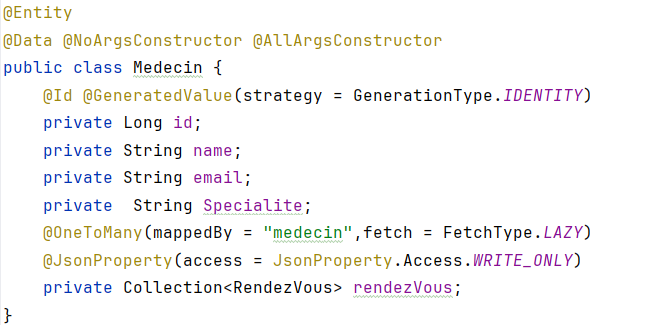 @Entity
@Data @NoArgsConstructor @AllArgsConstructor
public class Medecin {
    @Id @GeneratedValue(strategy = GenerationType.IDENTITY)
    private Long id;
    private String name;
    private String email;
    private  String Specialite;
    @OneToMany(mappedBy = "medecin",fetch = FetchType.LAZY)
    @JsonProperty(access = JsonProperty.Access.WRITE_ONLY)
    private Collection<RendezVous> rendezVous;
}